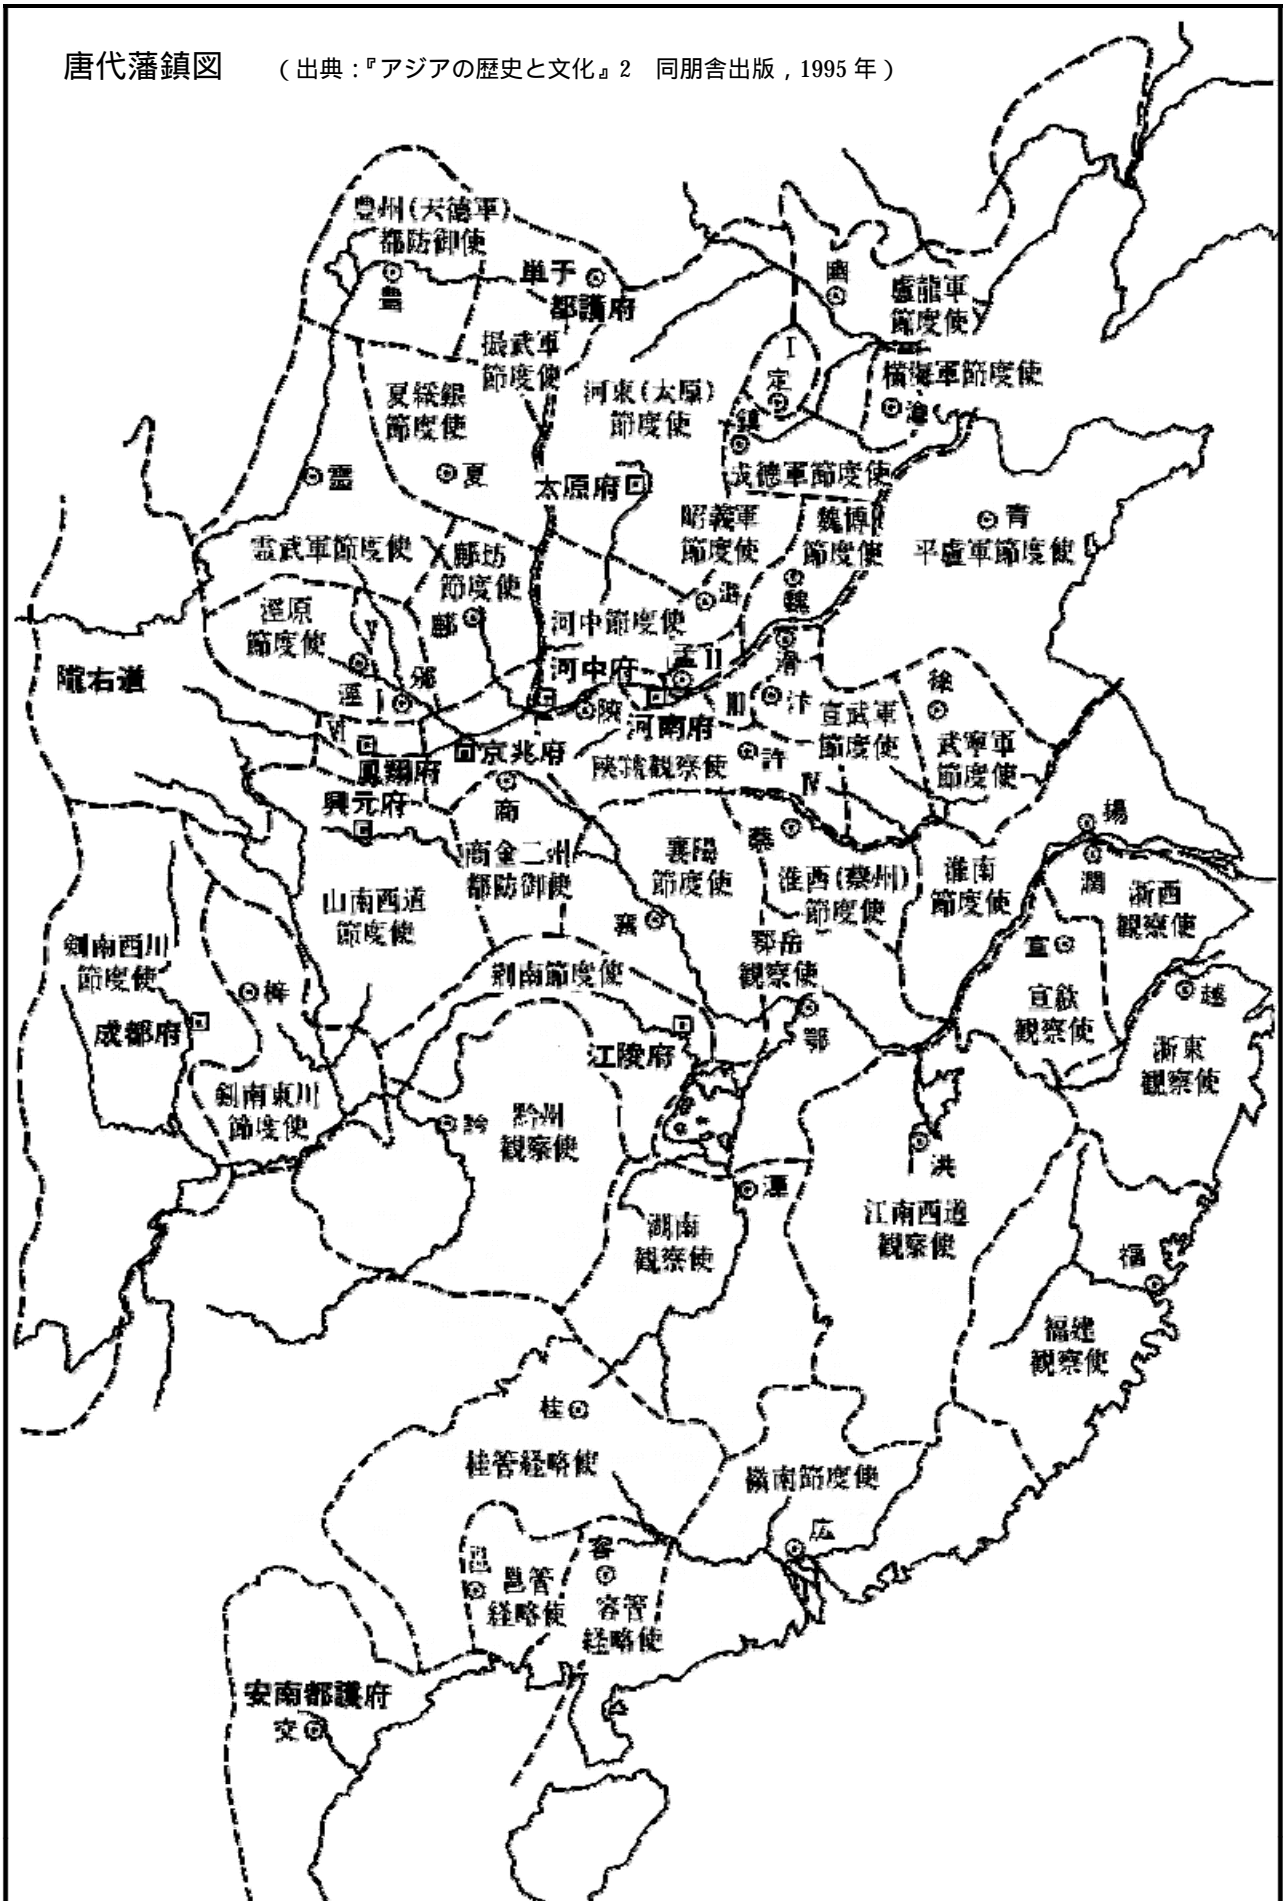 唐代藩鎮図 (出典:『アジアの歴史と文化』2 同朋舎出版，1995年)
豊州(天徳軍)
都防御使
豊
単于
都護府
振武軍
節度使
幽
盧龍軍
節度使
I
定
横海軍節度使
滄
夏綏銀
節度使
河東(太原)
節度使
鎮
成徳軍節度使
霊
夏
太原府
昭義軍
節度使
魏博
節度使
青
平盧軍節度使
霊武軍節度使
鄜坊
節度使
鄜
潞
魏
涇原
節度使
涇
邠
河中節度使
河中府
孟
II
滑
隴右道
陝
河南府
III
汴
宣武軍
節度使
徐
武寧軍
節度使
VI
鳳翔府
京兆府
陝虢観察使
許
IV
興元府
商
商金二州
都防御使
襄陽
節度使
襄
蔡
淮西(蔡州)
節度使
淮南
節度使
揚
潤
浙西
観察使
山南西道
節度使
剣南西川
節度使
梓
成都府
剣南東川
節度使
荆南節度使
江陵府
鄂岳
観察使
鄂
宣
宣歙
観察使
越
浙東
観察使
黔
黔州
観察使
洪
潭
江南西道
観察使
湖南
観察使
福
福建
観察使
桂
桂管経略使
嶺南節度使
広
邕
邕管
経略使
容
容管
経略使
安南都護府
交